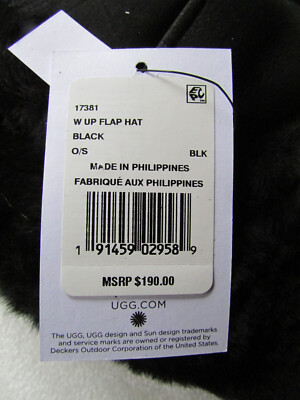 17381
W UP FLAP HAT
BLACK
O/S BLK
MADE IN PHILIPPINES
FABRIQUÉ AUX PHILIPPINES
1 91459 02958 9
MSRP $190.00
UGG.COM
The UGG, UGG design and Sun design trademarks
and service marks are owned or registered by
Deckers Outdoor Corporation of the United States.